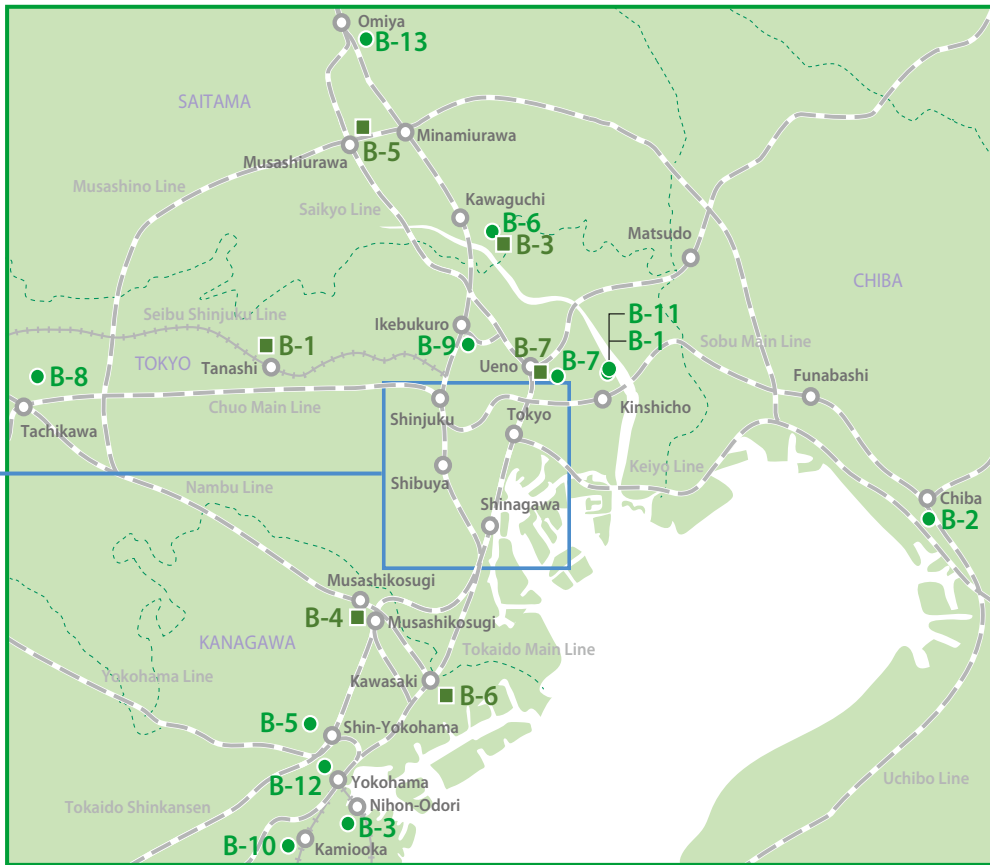 Omiya
B-13
SAITAMA
Minamiurawa
B-5
Musashiurawa
Musashino Line
Saikyo Line
Kawaguchi
B-6
B-3
Matsudo
CHIBA
Seibu Shinjuku Line
Ikebukuro
B-11
B-1
B-1
B-9
B-7
Sobu Main Line
TOKYO
Tanashi
Ueno
B-7
B-8
Funabashi
Chuo Main Line
Shinjuku
Tokyo
Kinshicho
Tachikawa
Keiyo Line
Nambu Line
Shibuya
Shinagawa
Chiba
B-2
Musashikosugi
B-4
Musashikosugi
KANAGAWA
Tokaido Main Line
Yokohama Line
Kawasaki
B-6
B-5
Shin-Yokohama
B-12
Yokohama
Uchibo Line
Tokaido Shinkansen
Nihon-Odori
B-3
B-10
Kamiooka